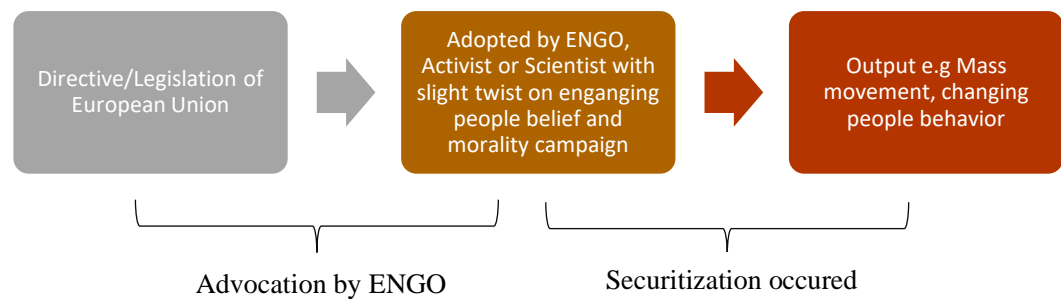 Directive/Legislation of
European Union
Adopted by ENGO,
Activist or Scientist with
slight twist on enganging
people belief and
morality campaign
Output e.g Mass
movement, changing
people behavior
Advocation by ENGO
Securitization occured